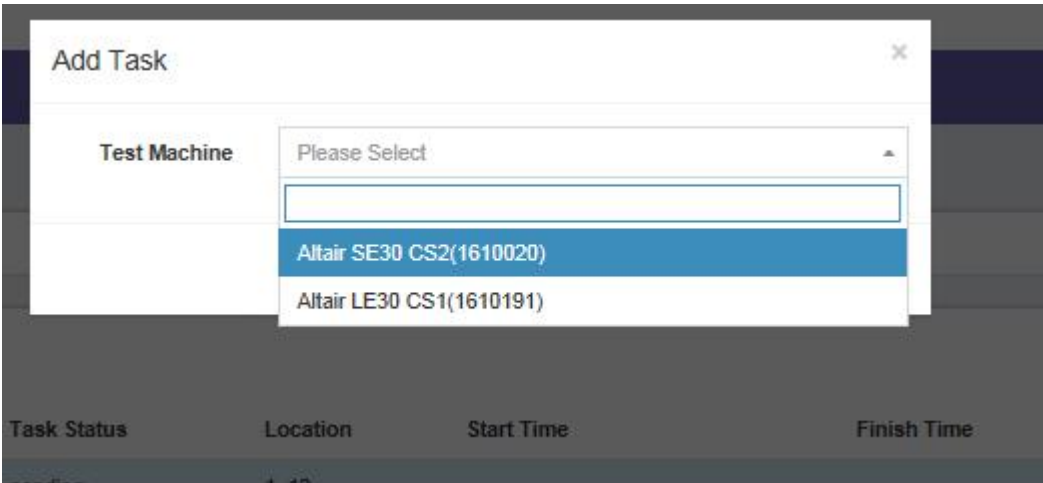 Add Task
×
Test Machine
Please Select
Altair SE30 CS2(1610020)
Altair LE30 CS1(1610191)
Task Status Location Start Time Finish Time